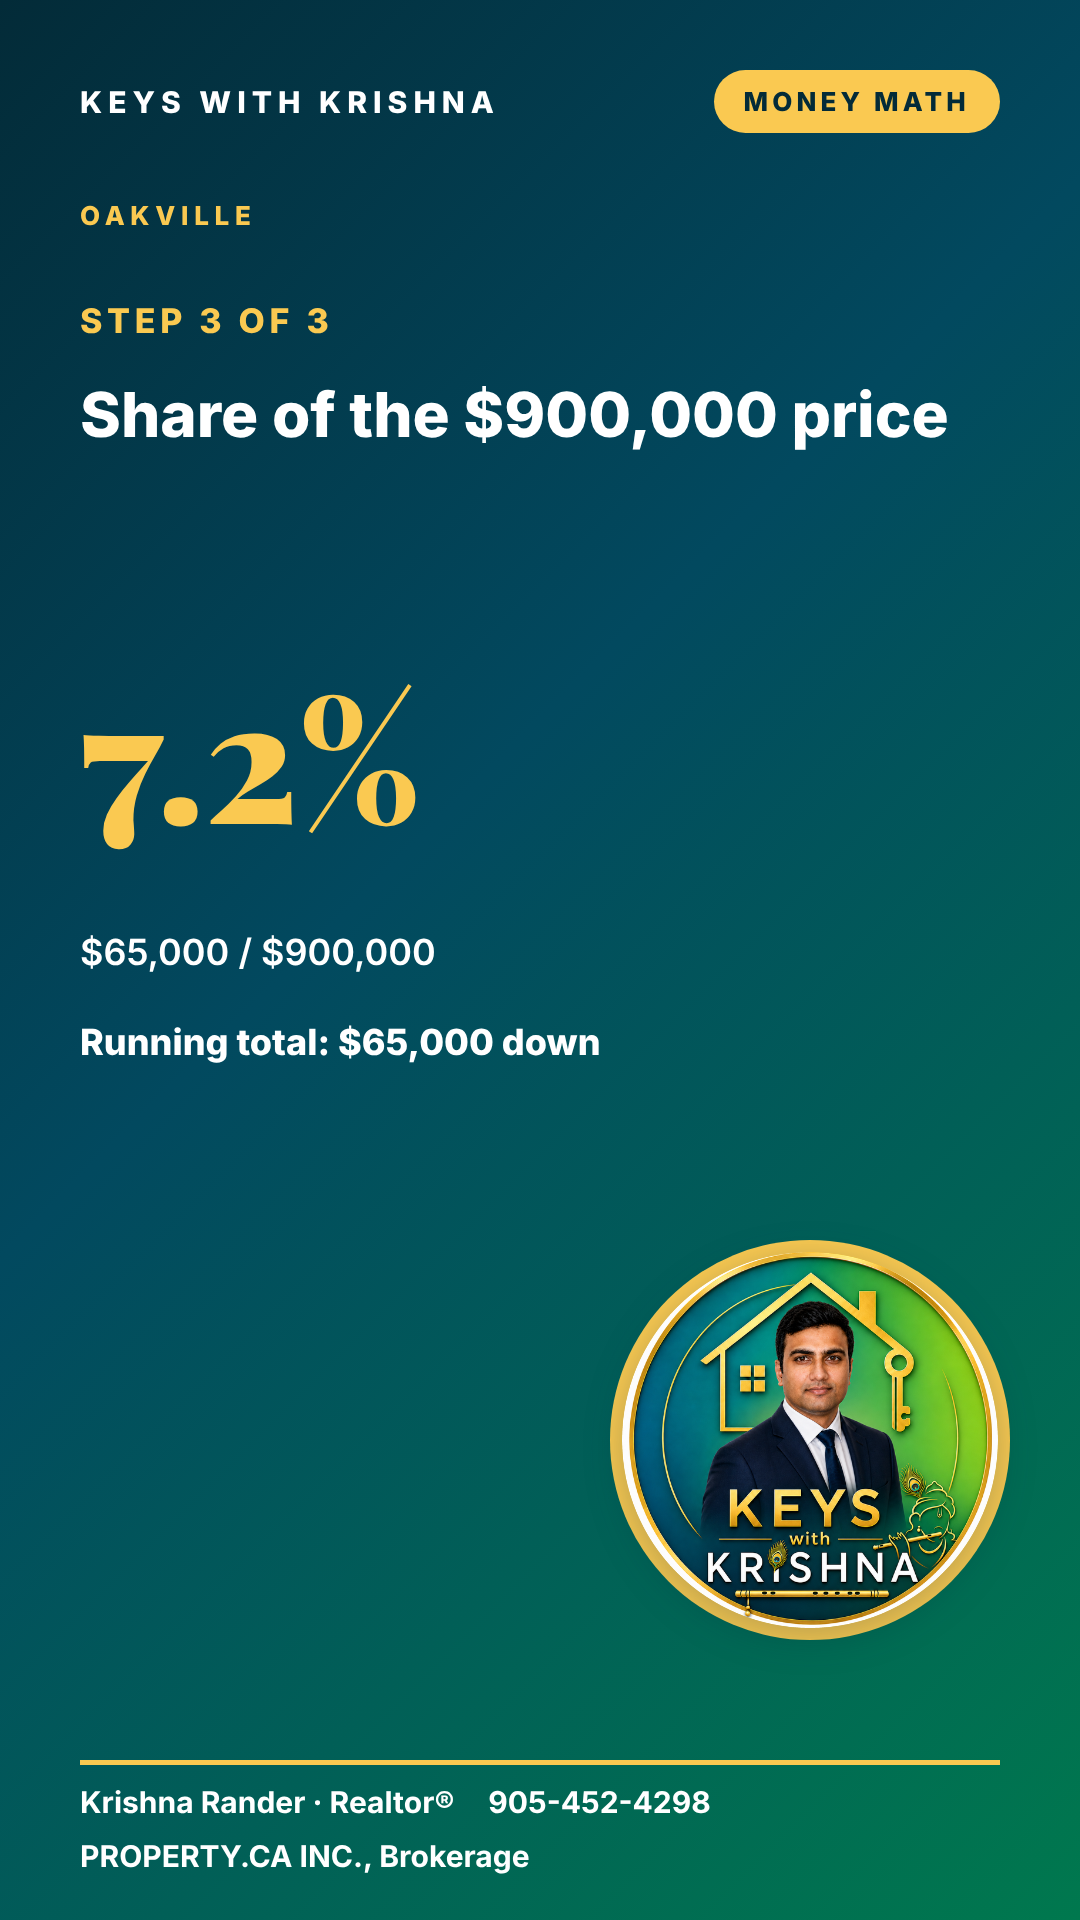 KEYS WITH KRISHNA
MONEY MATH
OAKVILLE
STEP 3 OF 3
Share of the $900,000 price
7.2%
$65,000 / $900,000
Running total: $65,000 down
KEYS
with
KRISHNA
Krishna Rander · Realtor® 905-452-4298
PROPERTY.CA INC., Brokerage